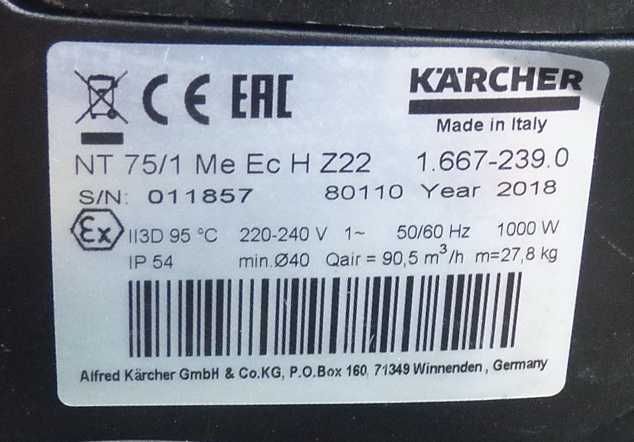 CE EAC KÄRCHER
Made in Italy
NT 75/1 Me Ec H Z22 1.667-239.0
S/N: 011857 80110 Year 2018
Ex II3D 95 °C 220-240 V 1~ 50/60 Hz 1000 W
IP 54 min.Ø40 Qair = 90,5 m³/h m=27,8 kg
Alfred Kärcher GmbH & Co.KG, P.O.Box 160, 71349 Winnenden , Germany